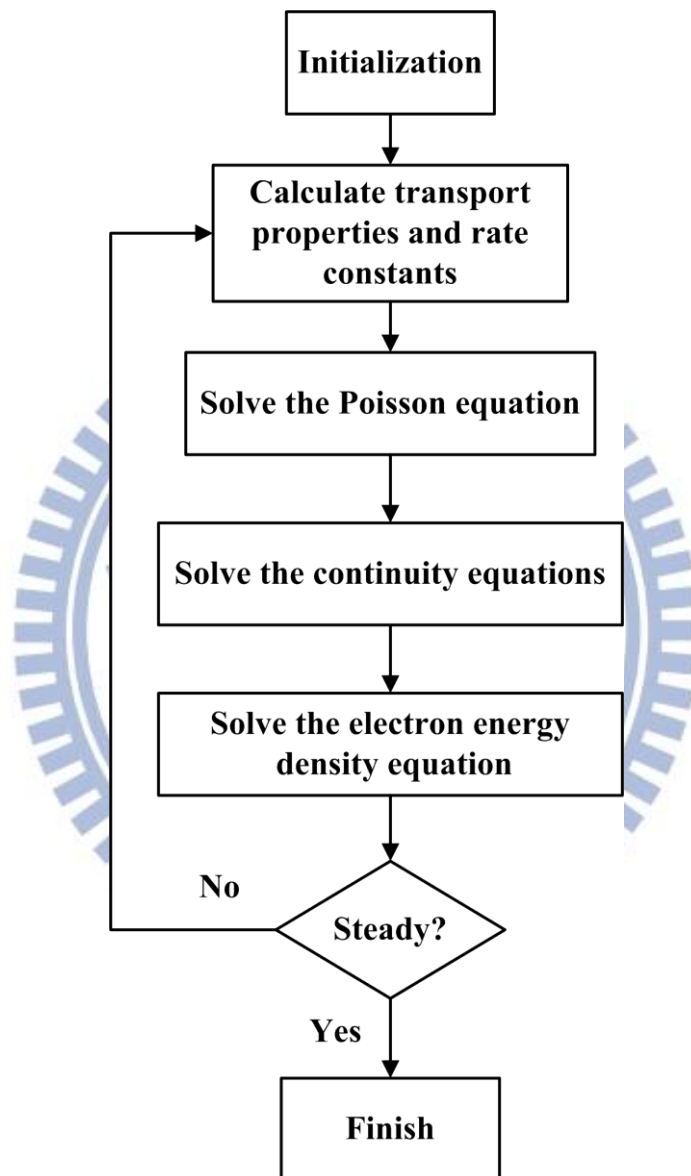 Initialization
Calculate transport
properties and rate
constants
Solve the Poisson equation
Solve the continuity equations
Solve the electron energy
density equation
No
Steady?
Yes
Finish